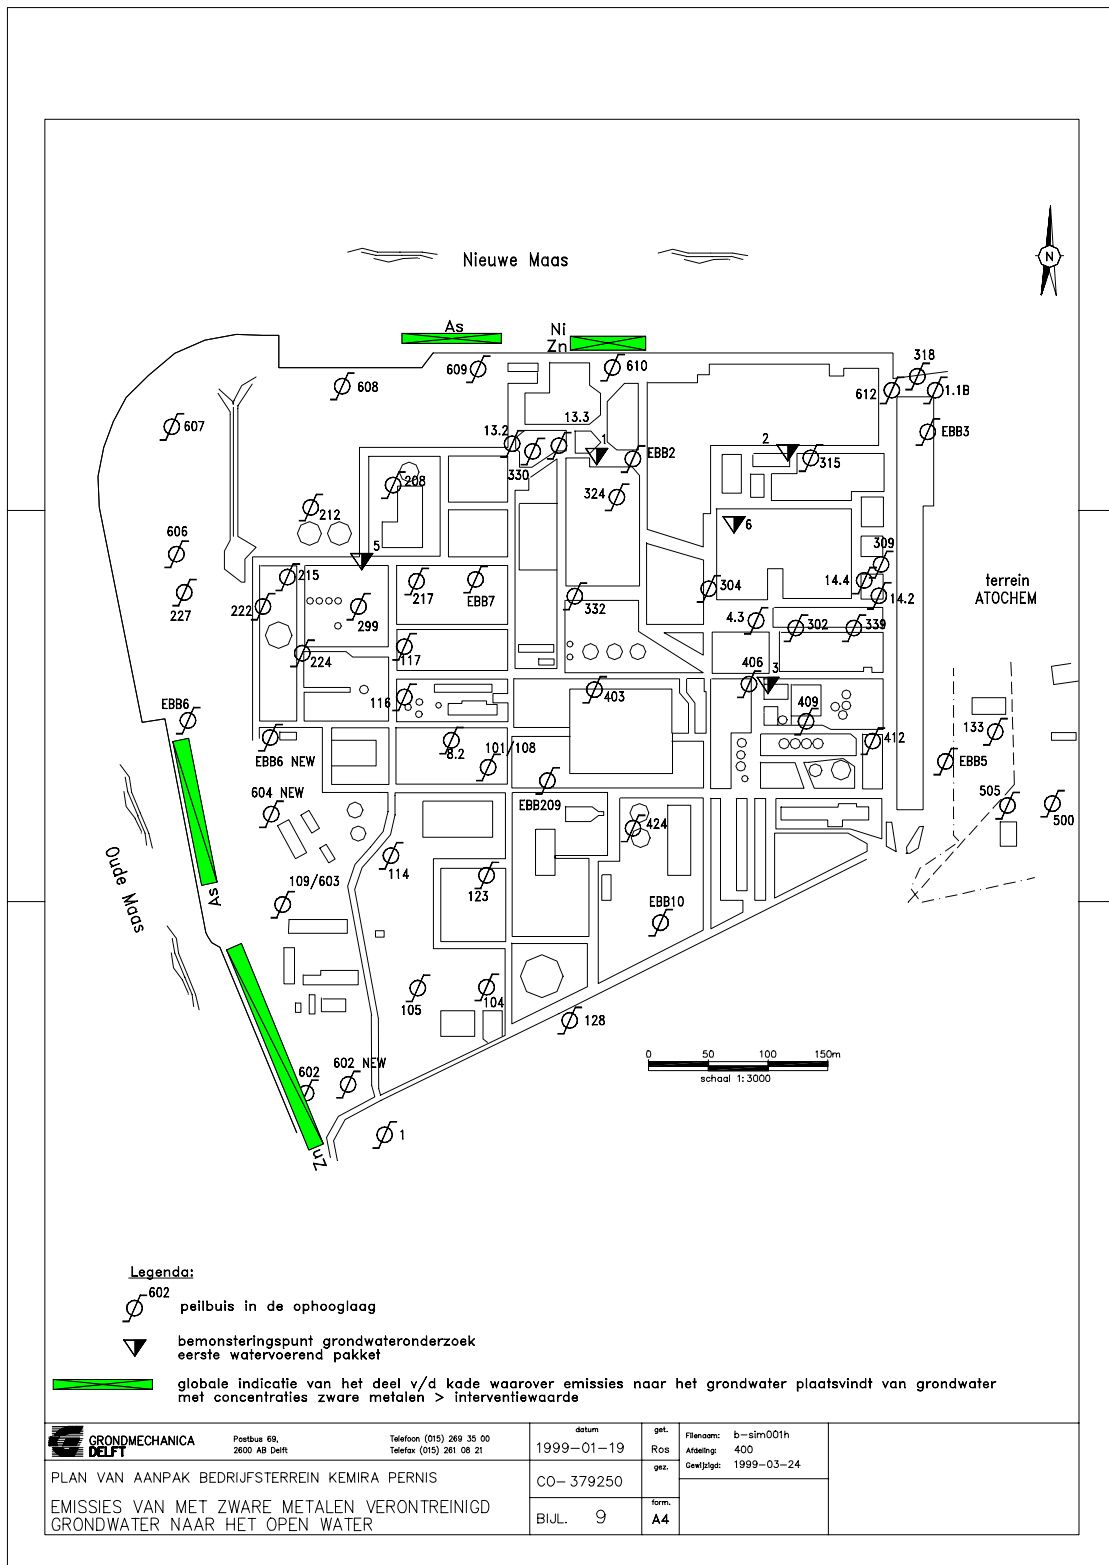 Nieuwe Maas
N
As
Ni
Zn
318
609
610
608
612
1.1B
607
13.3
13.2
1
2
EBB3
EBB2
330
315
208
324
212
6
606
5
309
215
14.4
terrein
ATOCHEM
227
222
217
EBB7
304
14.2
299
332
4.3
302
339
224
117
406
3
116
403
EBB6
409
133
412
8.2
101/108
EBB6 NEW
EBB5
604 NEW
EBB209
505
500
424
Oude Maas
114
109/603
123
As
EBB10
105
104
128
0 50 100 150m
schaal 1:3000
602 NEW
602
1
Zn
Legenda:
602
peilbuis in de ophooglaag
bemonsteringspunt grondwateronderzoek
eerste watervoerend pakket
globale indicatie van het deel v/d kade waarover emissies naar het grondwater plaatsvindt van grondwater
met concentraties zware metalen > interventiewaarde
GRONDMECHANICA
DELFT
Postbus 69,
2600 AB Delft
Telefoon (015) 269 35 00
Telefax (015) 261 08 21
datum
1999-01-19
get.
Ros
Filenaam: b-sim001h
Afdeling: 400
Gewijzigd: 1999-03-24
PLAN VAN AANPAK BEDRIJFSTERREIN KEMIRA PERNIS
CO-379250
gez.
EMISSIES VAN MET ZWARE METALEN VERONTREINIGD
GRONDWATER NAAR HET OPEN WATER
BIJL. 9
form.
A4